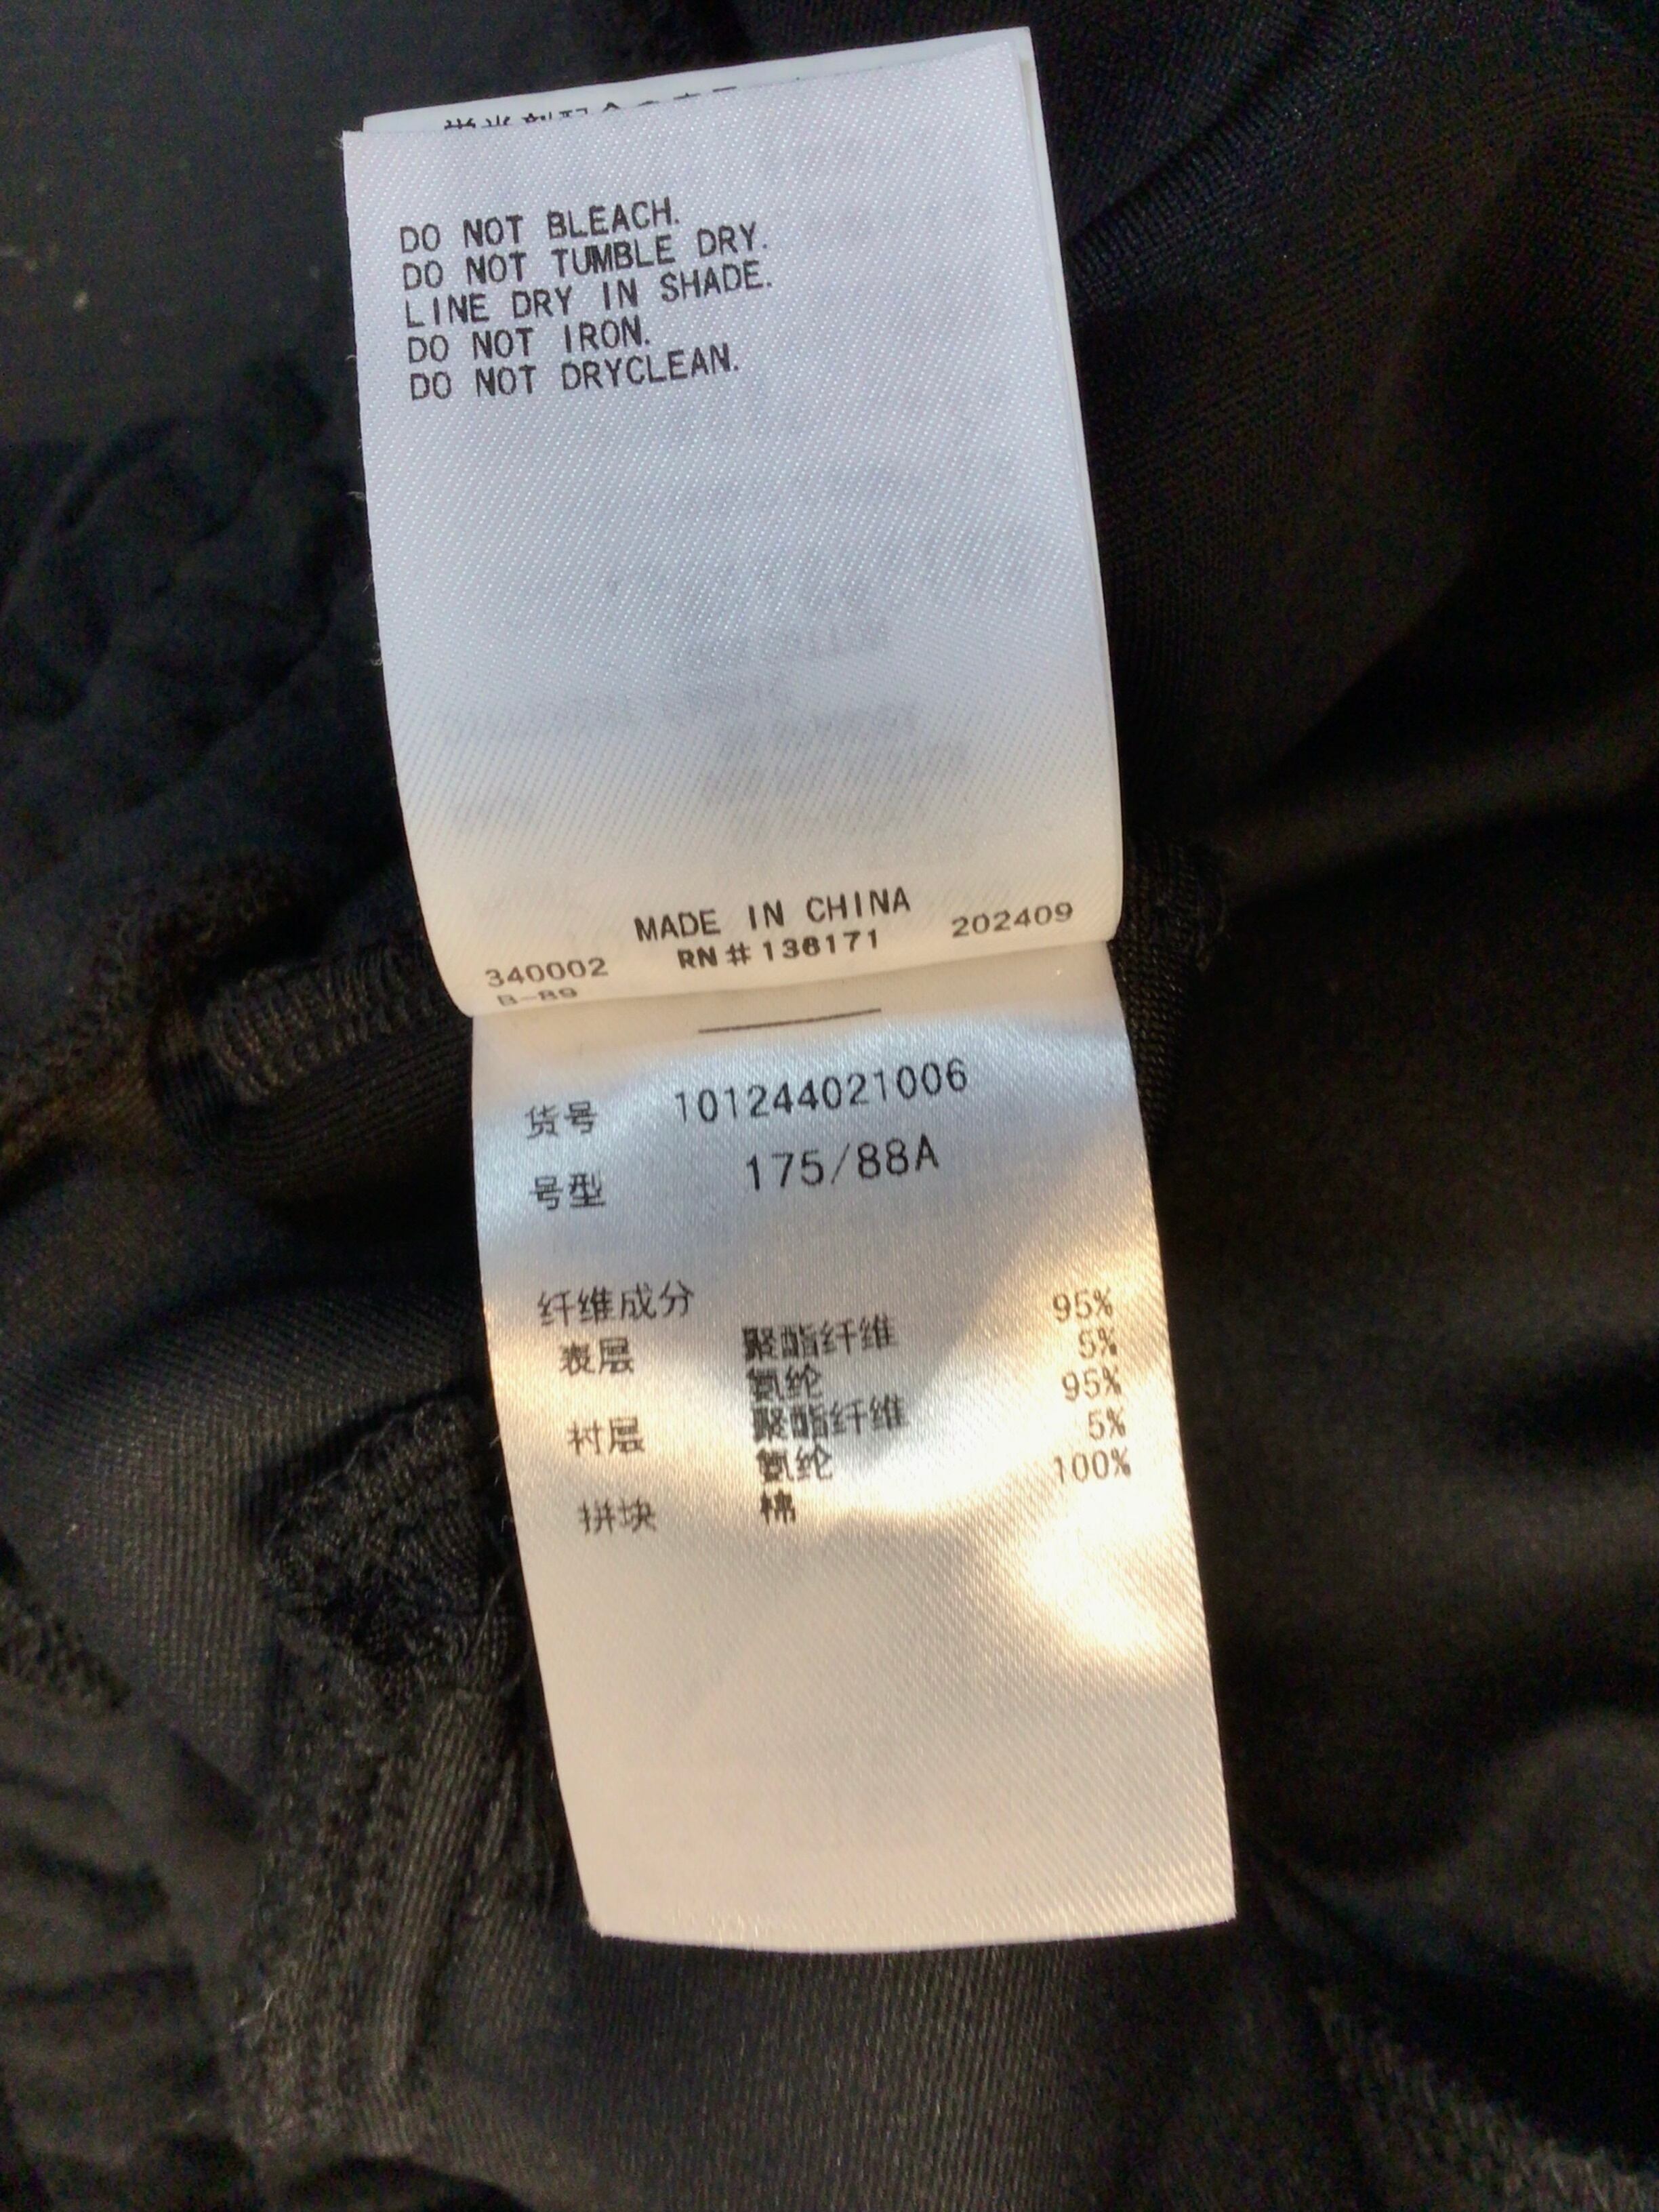 DO NOT BLEACH.
DO NOT TUMBLE DRY.
LINE DRY IN SHADE.
DO NOT IRON.
DO NOT DRYCLEAN.
MADE IN CHINA
340002 RN#138171 202409
B-89
货号 101244021006
号型 175/88A
纤维成分
表层 聚酯纤维 95%
氨纶 5%
衬层 聚酯纤维 95%
氨纶 5%
拼块 棉 100%